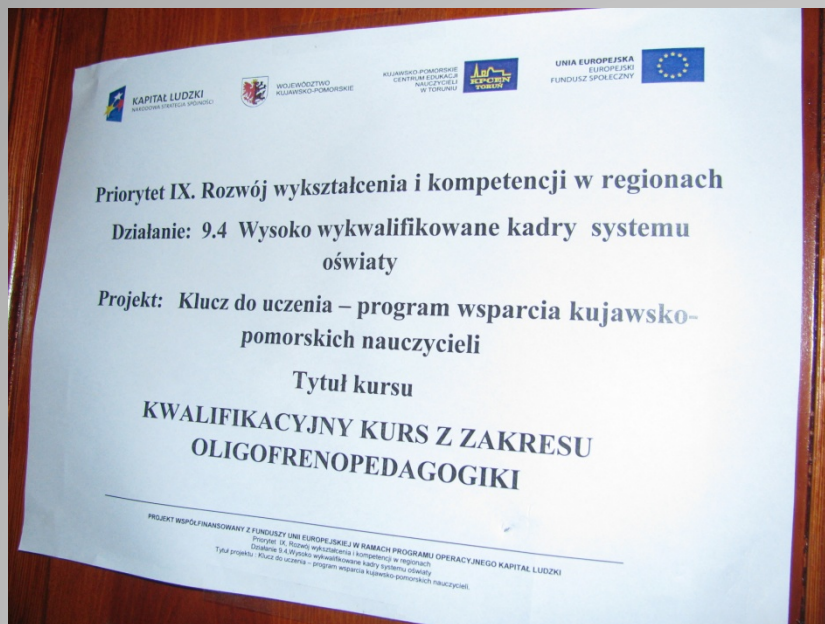 KAPITAŁ LUDZKI
NARODOWA STRATEGIA SPÓJNOŚCI
WOJEWÓDZTWO
KUJAWSKO-POMORSKIE
KUJAWSKO-POMORSKIE
CENTRUM EDUKACJI
NAUCZYCIELI
W TORUNIU
KPCEN
TORUŃ
UNIA EUROPEJSKA
EUROPEJSKI
FUNDUSZ SPOŁECZNY
Priorytet IX. Rozwój wykształcenia i kompetencji w regionach
Działanie: 9.4 Wysoko wykwalifikowane kadry systemu
oświaty
Projekt: Klucz do uczenia – program wsparcia kujawsko-
pomorskich nauczycieli
Tytuł kursu
KWALIFIKACYJNY KURS Z ZAKRESU
OLIGOFRENOPEDAGOGIKI
PROJEKT WSPÓŁFINANSOWANY Z FUNDUSZY UNII EUROPEJSKIEJ W RAMACH PROGRAMU OPERACYJNEGO KAPITAŁ LUDZKI
Priorytet IX, Rozwój wykształcenia i kompetencji w regionach
Działanie 9.4,Wysoko wykwalifikowane kadry systemu oświaty
Tytuł projektu : Klucz do uczenia – program wsparcia kujawsko-pomorskich nauczycieli.